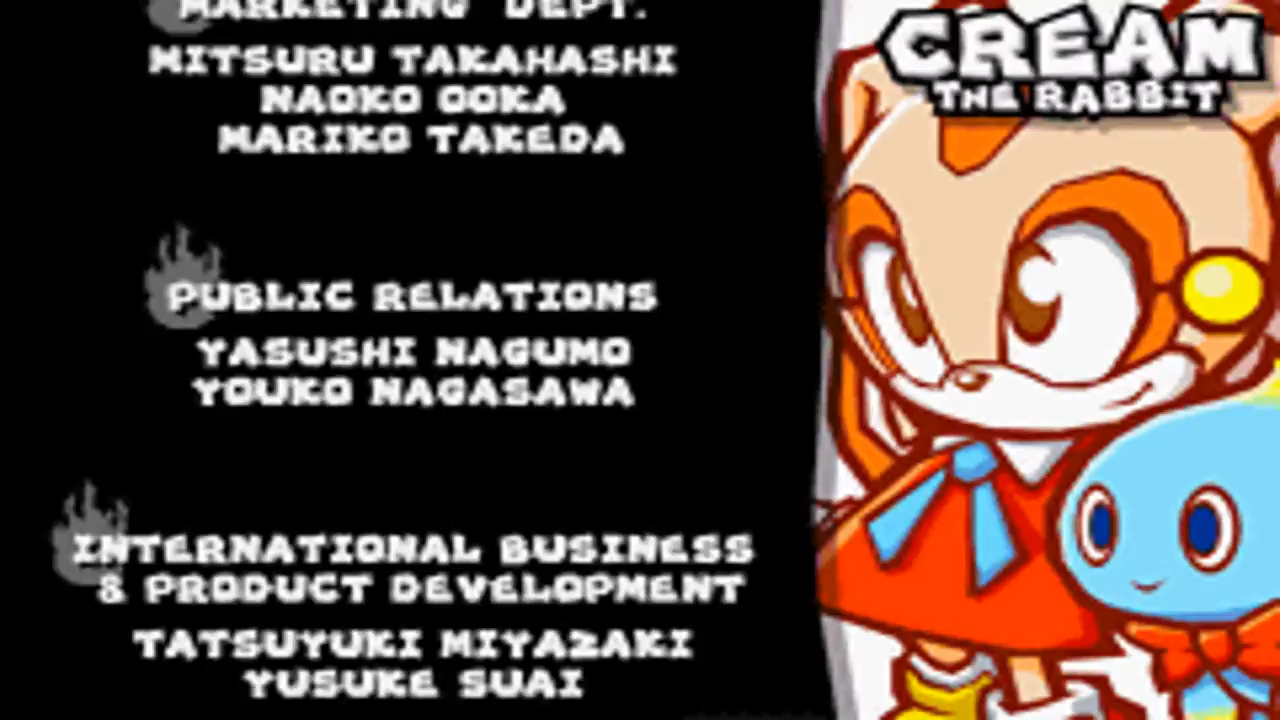 MARKETING DEPT.
MITSURU TAKAHASHI
NAOKO OOKA
MARIKO TAKEDA
PUBLIC RELATIONS
YASUSHI NAGUMO
YOUKO NAGASAWA
INTERNATIONAL BUSINESS
& PRODUCT DEVELOPMENT
TATSUYUKI MIYAZAKI
YUSUKE SUAI
CREAM
THE RABBIT